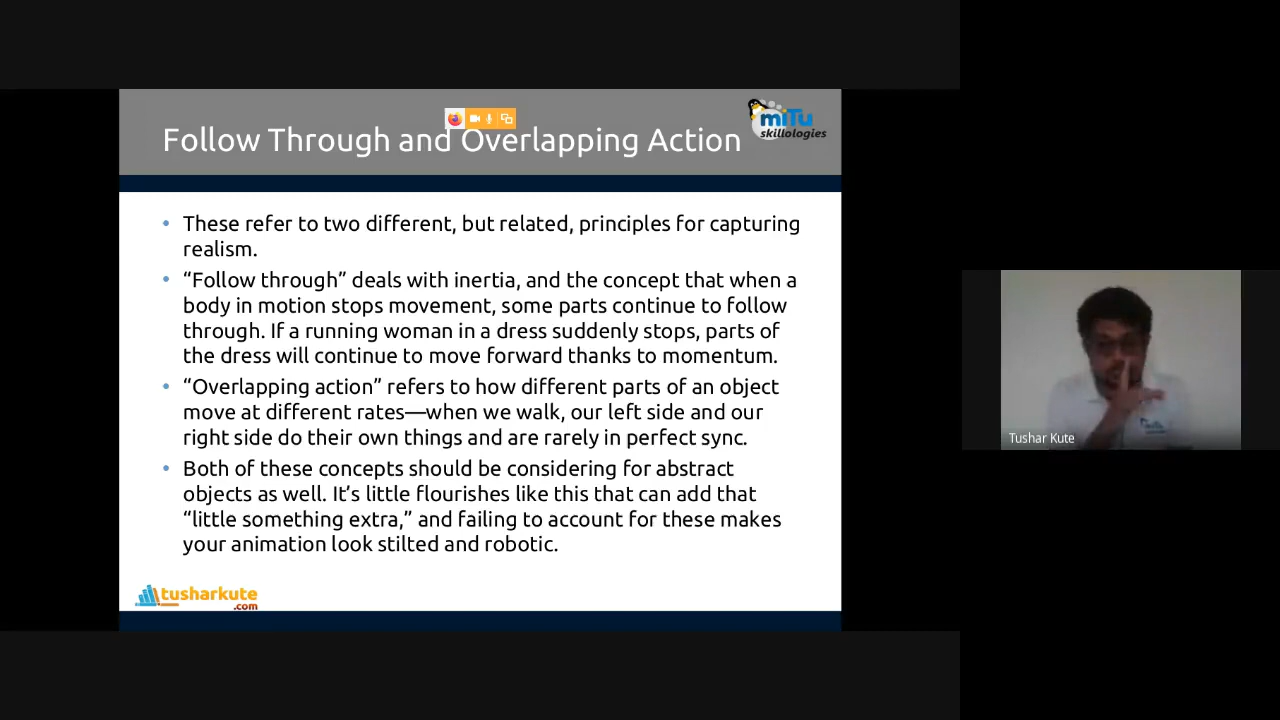 Follow Through and Overlapping Action
miTu
skillologies
• These refer to two different, but related, principles for capturing
realism.
• “Follow through” deals with inertia, and the concept that when a
body in motion stops movement, some parts continue to follow
through. If a running woman in a dress suddenly stops, parts of
the dress will continue to move forward thanks to momentum.
• “Overlapping action” refers to how different parts of an object
move at different rates—when we walk, our left side and our
right side do their own things and are rarely in perfect sync.
• Both of these concepts should be considering for abstract
objects as well. It’s little flourishes like this that can add that
“little something extra,” and failing to account for these makes
your animation look stilted and robotic.
tusharkute
.com
Tushar Kute